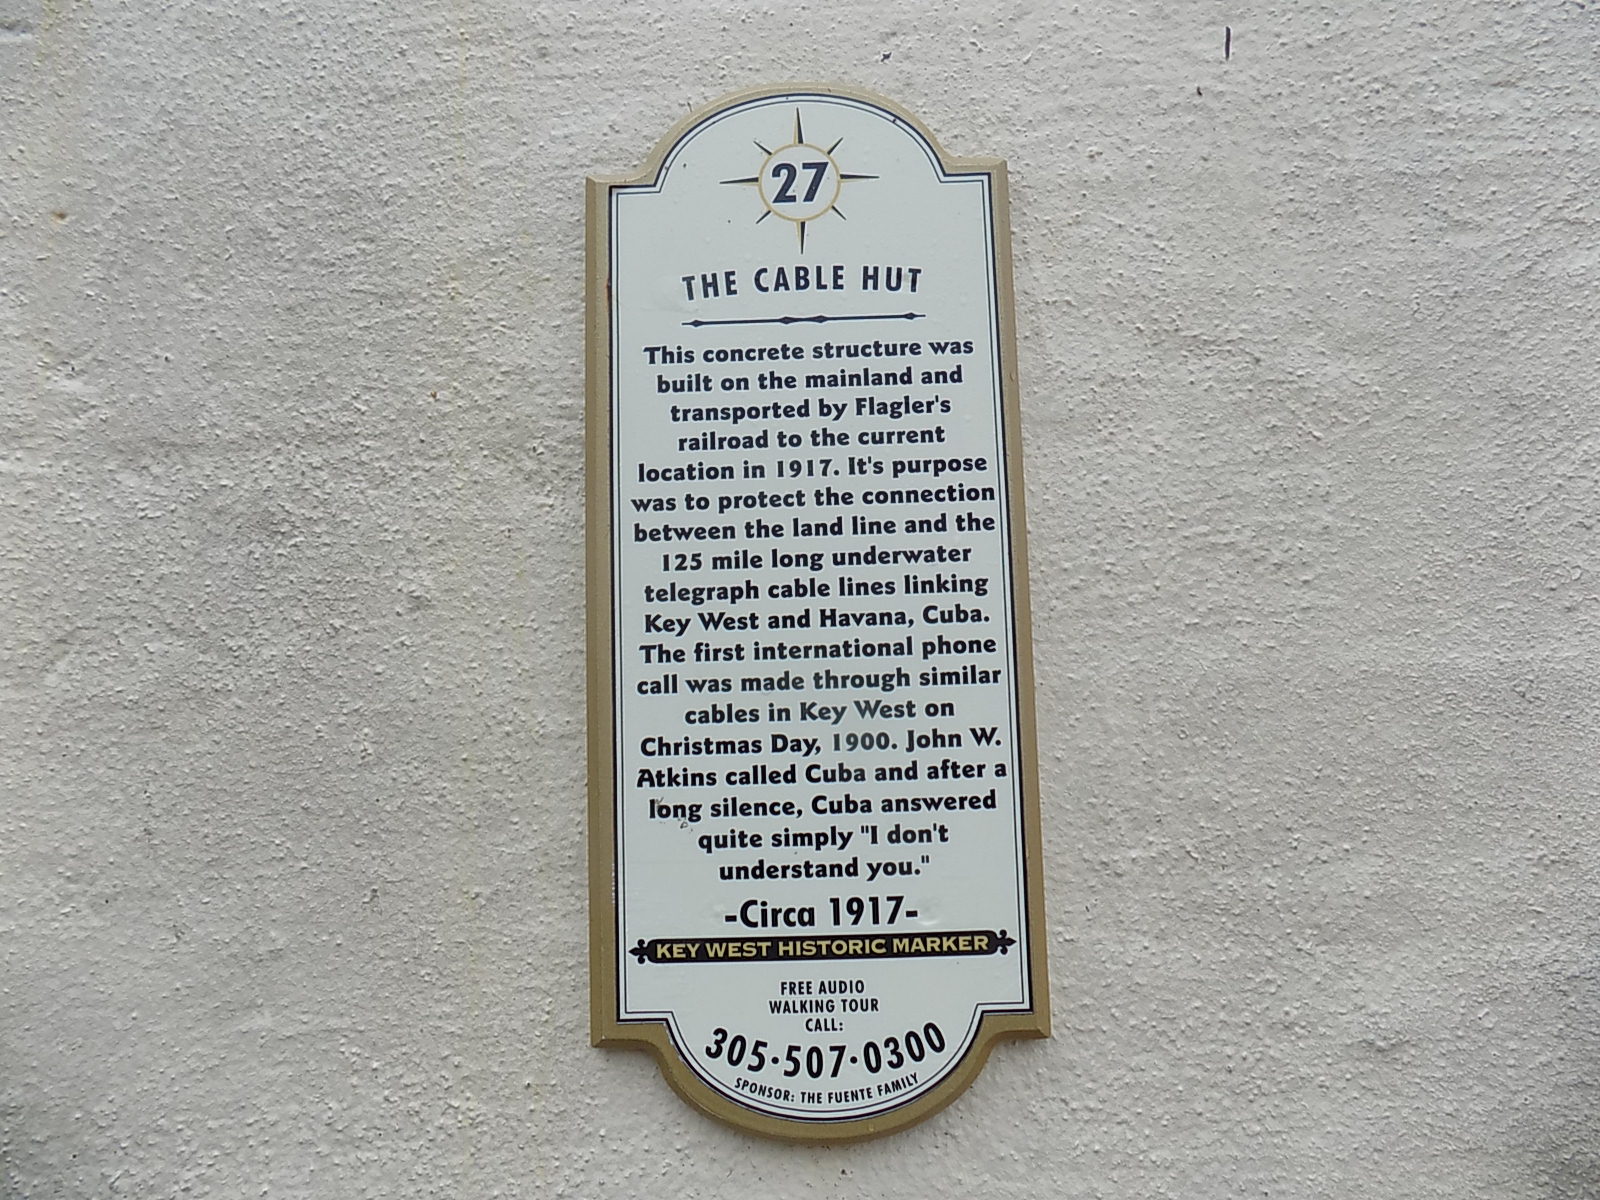 27
THE CABLE HUT
This concrete structure was
built on the mainland and
transported by Flagler's
railroad to the current
location in 1917. It's purpose
was to protect the connection
between the land line and the
125 mile long underwater
telegraph cable lines linking
Key West and Havana, Cuba.
The first international phone
call was made through similar
cables in Key West on
Christmas Day, 1900. John W.
Atkins called Cuba and after a
long silence, Cuba answered
quite simply "I don't
understand you."
-Circa 1917-
KEY WEST HISTORIC MARKER
FREE AUDIO
WALKING TOUR
CALL:
305·507·0300
SPONSOR: THE FUENTE FAMILY